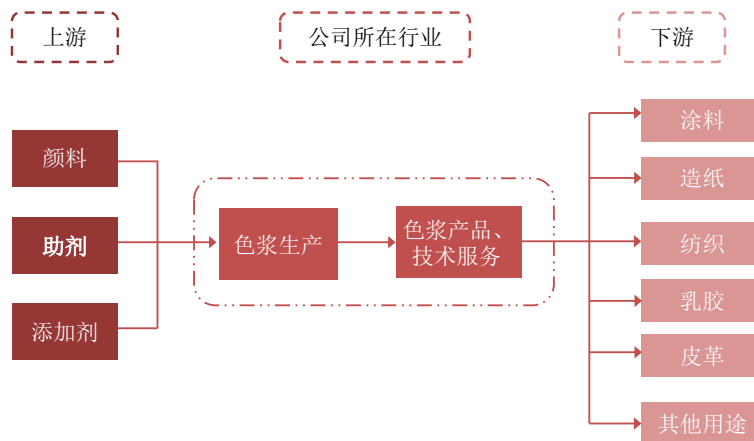 上游
公司所在行业
下游
颜料
助剂
添加剂
色浆生产
色浆产品、
技术服务
涂料
造纸
纺织
乳胶
皮革
其他用途